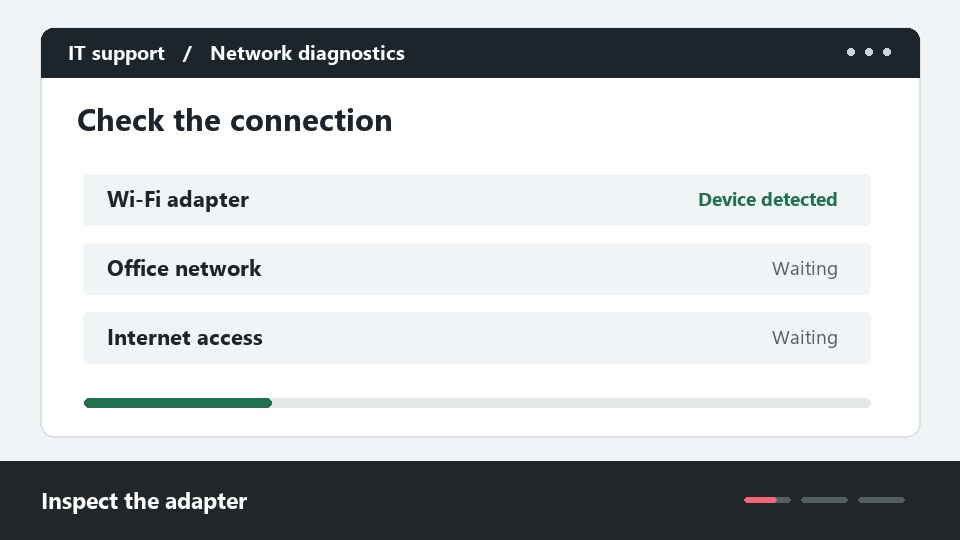 IT support / Network diagnostics
Check the connection
Wi-Fi adapter Device detected
Office network Waiting
Internet access Waiting
Inspect the adapter